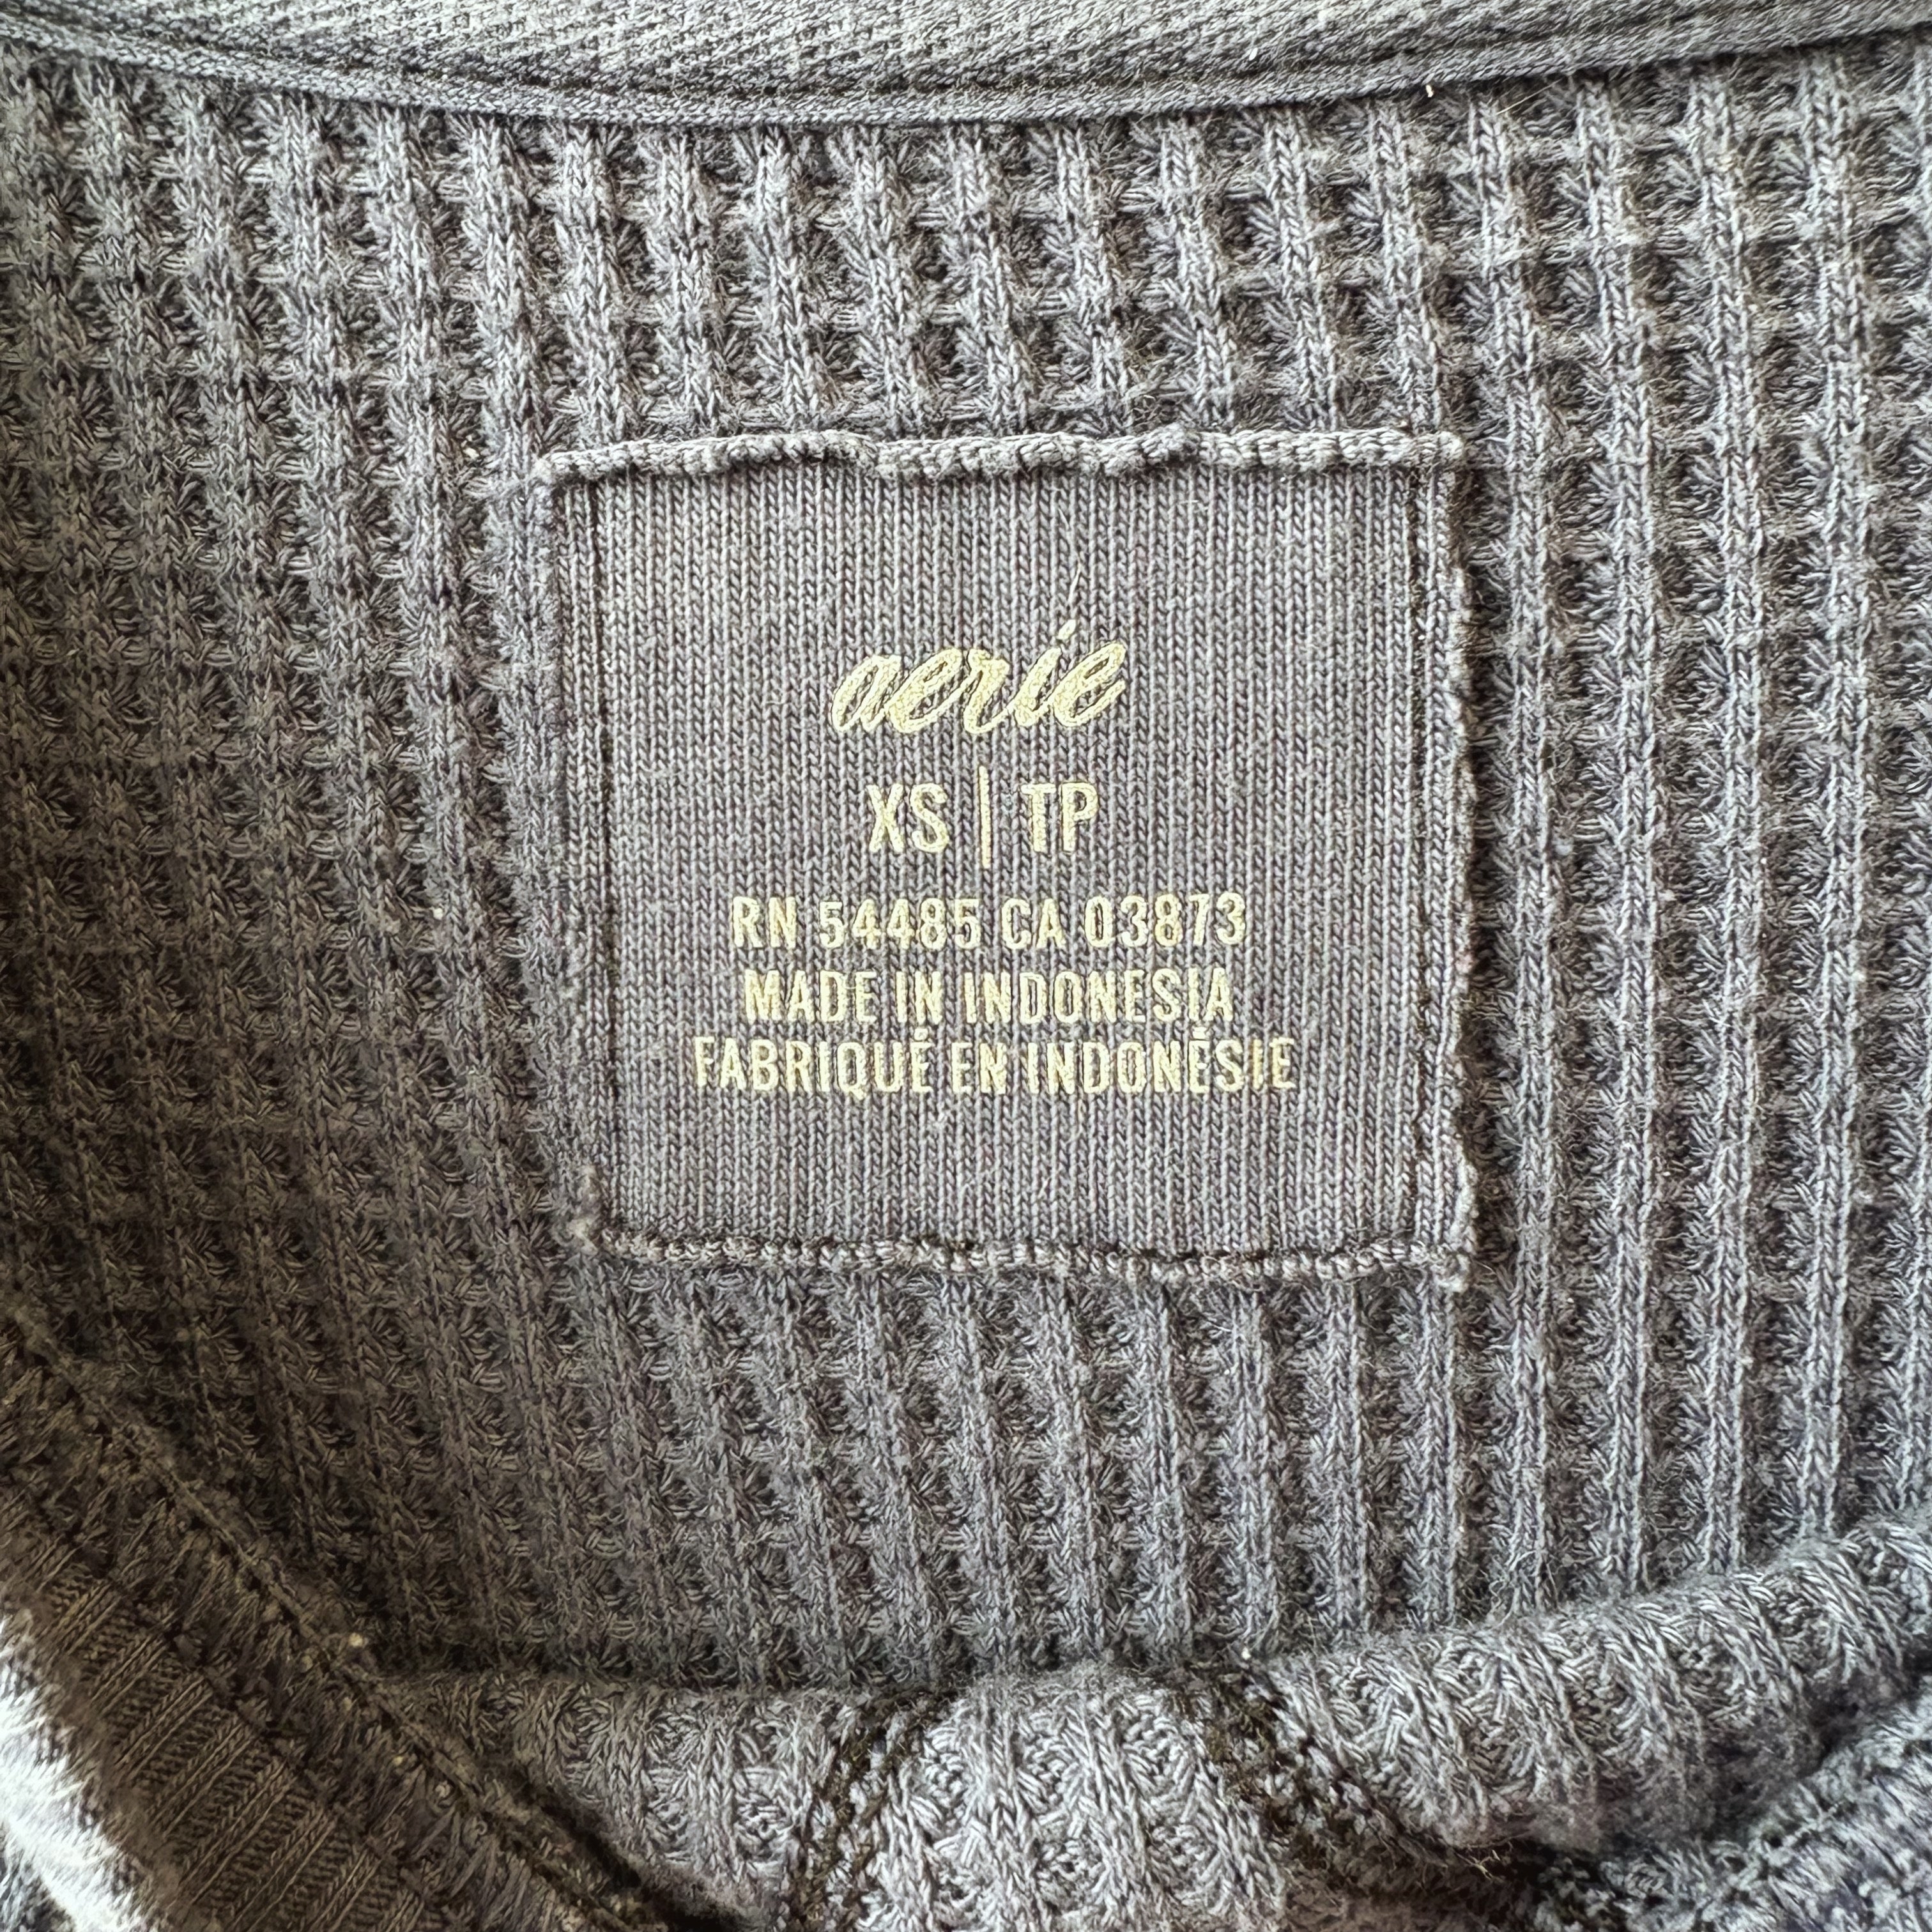 aerie
XS | TP
RN 54485 CA 03873
MADE IN INDONESIA
FABRIQUÉ EN INDONÉSIE